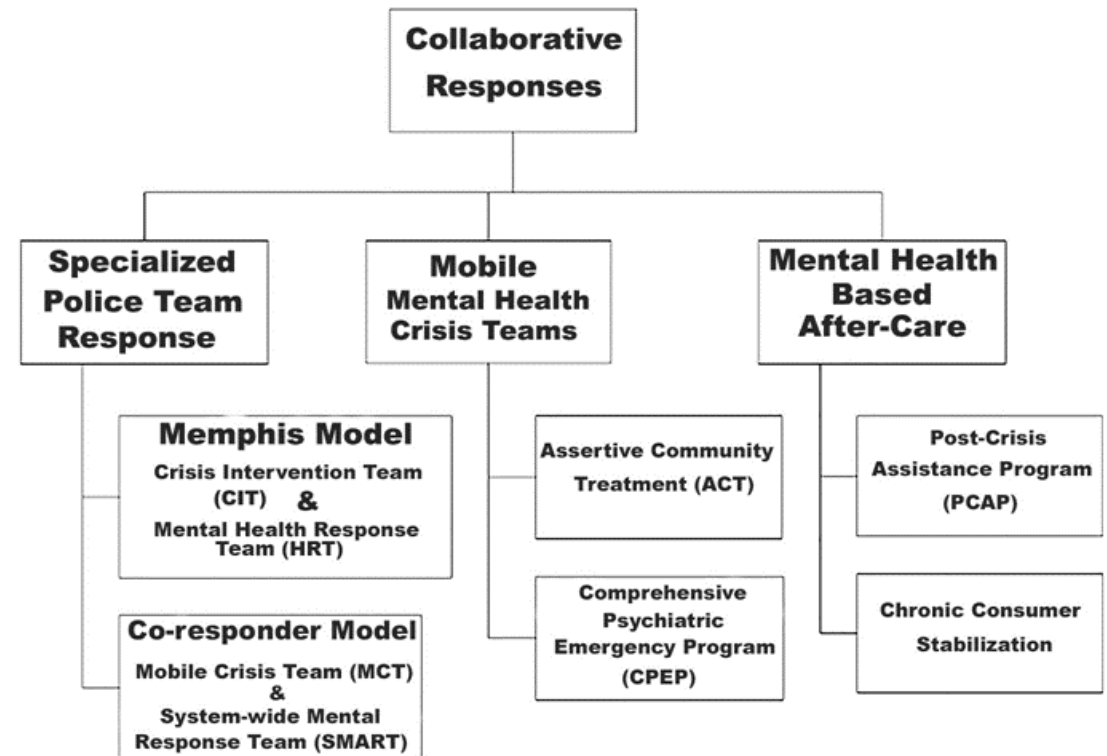 Collaborative
Responses
Specialized
Police Team
Response
Mobile
Mental Health
Crisis Teams
Mental Health
Based
After-Care
Memphis Model
Crisis Intervention Team
(CIT) &
Mental Health Response
Team (HRT)
Co-responder Model
Mobile Crisis Team (MCT)
&
System-wide Mental
Response Team (SMART)
Assertive Community
Treatment (ACT)
Comprehensive
Psychiatric
Emergency Program
(CPEP)
Post-Crisis
Assistance Program
(PCAP)
Chronic Consumer
Stabilization